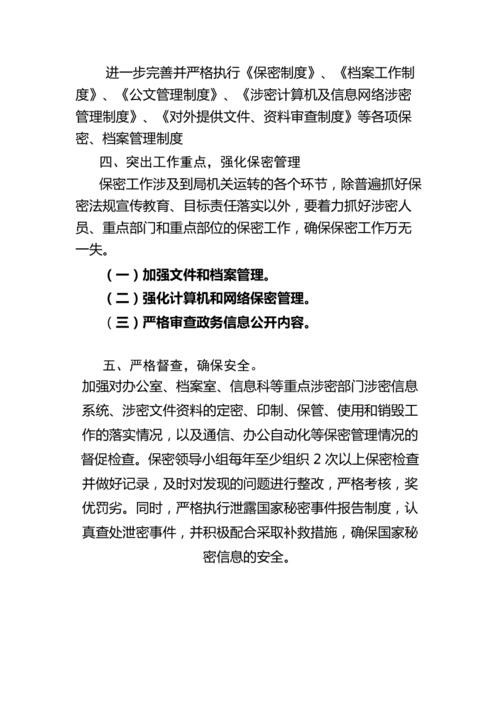 进一步完善并严格执行《保密制度》、《档案工作制
度》、《公文管理制度》、《涉密计算机及信息网络涉密
管理制度》、《对外提供文件、资料审查制度》等各项保
密、档案管理制度
四、突出工作重点，强化保密管理
保密工作涉及到局机关运转的各个环节，除普遍抓好保
密法规宣传教育、目标责任落实以外，要着力抓好涉密人
员、重点部门和重点部位的保密工作，确保保密工作万无
一失。
（一）加强文件和档案管理。
（二）强化计算机和网络保密管理。
（三）严格审查政务信息公开内容。
五、严格督查，确保安全。
加强对办公室、档案室、信息科等重点涉密部门涉密信息
系统、涉密文件资料的定密、印制、保管、使用和销毁工
作的落实情况，以及通信、办公自动化等保密管理情况的
督促检查。保密领导小组每年至少组织 2 次以上保密检查
并做好记录，及时对发现的问题进行整改，严格考核，奖
优罚劣。同时，严格执行泄露国家秘密事件报告制度，认
真查处泄密事件，并积极配合采取补救措施，确保国家秘
密信息的安全。